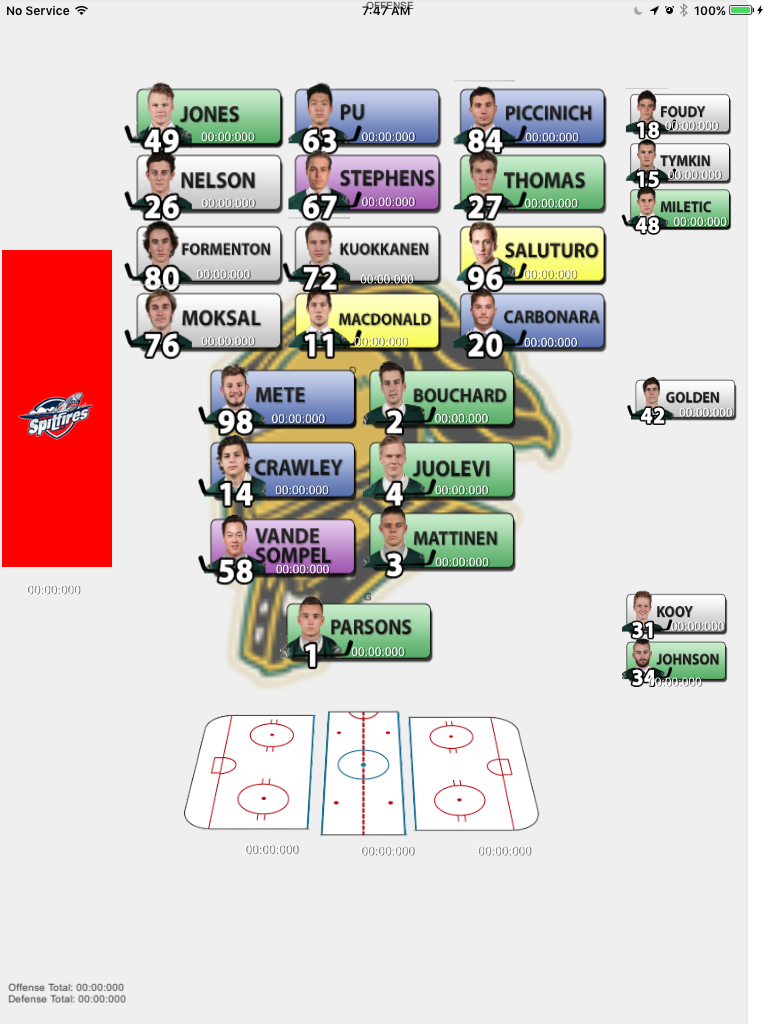 No Service 7:47 AM 100%
OFFENSE
JONES 49 00:00:000
PU 63 00:00:000
PICCINICH 84 00:00:000
FOUDY 18 00:00:000
TYMKIN 15 00:00:000
NELSON 26 00:00:000
STEPHENS 67 00:00:000
THOMAS 27 00:00:000
MILETIC 48 00:00:000
FORMENTON 80 00:00:000
KUOKKANEN 72 00:00:000
SALUTURO 96 00:00:000
MOKSAL 76 00:00:000
MACDONALD 11 00:00:000
CARBONARA 20 00:00:000
D
METE 98 00:00:000
BOUCHARD 2 00:00:000
GOLDEN 42 00:00:000
Spitfires
CRAWLEY 14 00:00:000
JUOLEVI 4 00:00:000
VANDE
SOMPEL 58 00:00:000
MATTINEN 3 00:00:000
00:00:000
G
PARSONS 1 00:00:000
KOOY 31 00:00:000
JOHNSON 34 00:00:000
00:00:000 00:00:000 00:00:000
Offense Total: 00:00:000
Defense Total: 00:00:000